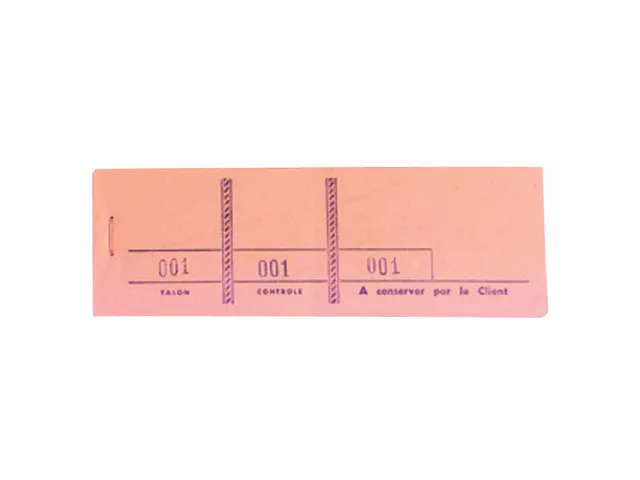 001 001 001
TALON CONTROLE A conserver par le Client